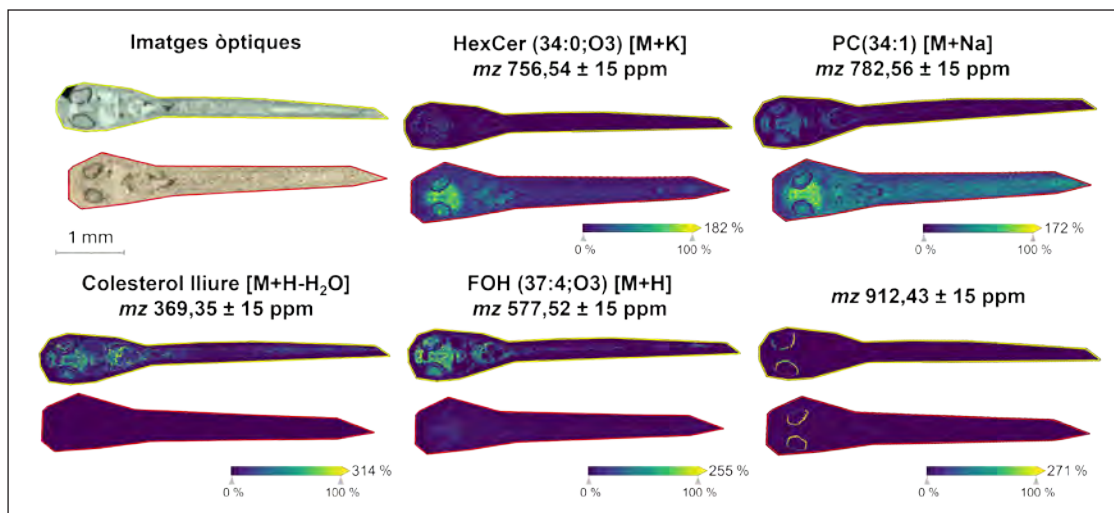 Imatges òptiques
HexCer (34:0;O3) [M+K]
mz 756,54 ± 15 ppm
PC(34:1) [M+Na]
mz 782,56 ± 15 ppm
1 mm
182 %
0 %
100 %
172 %
0 %
100 %
Colesterol lliure [M+H-H₂O]
mz 369,35 ± 15 ppm
FOH (37:4;O3) [M+H]
mz 577,52 ± 15 ppm
mz 912,43 ± 15 ppm
314 %
0 %
100 %
255 %
0 %
100 %
271 %
0 %
100 %